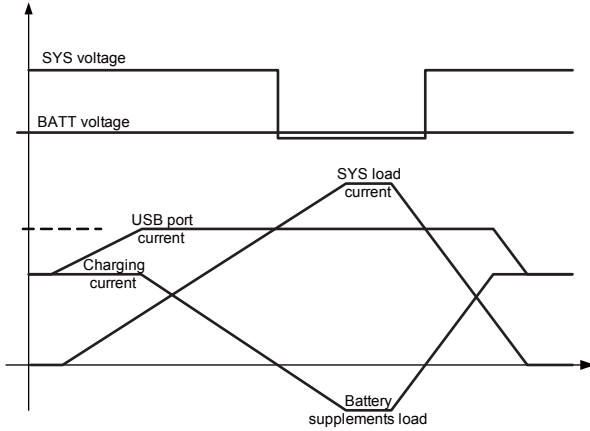 SYS voltage
BATT voltage
SYS load
current
USB port
current
Charging
current
Battery
supplements load